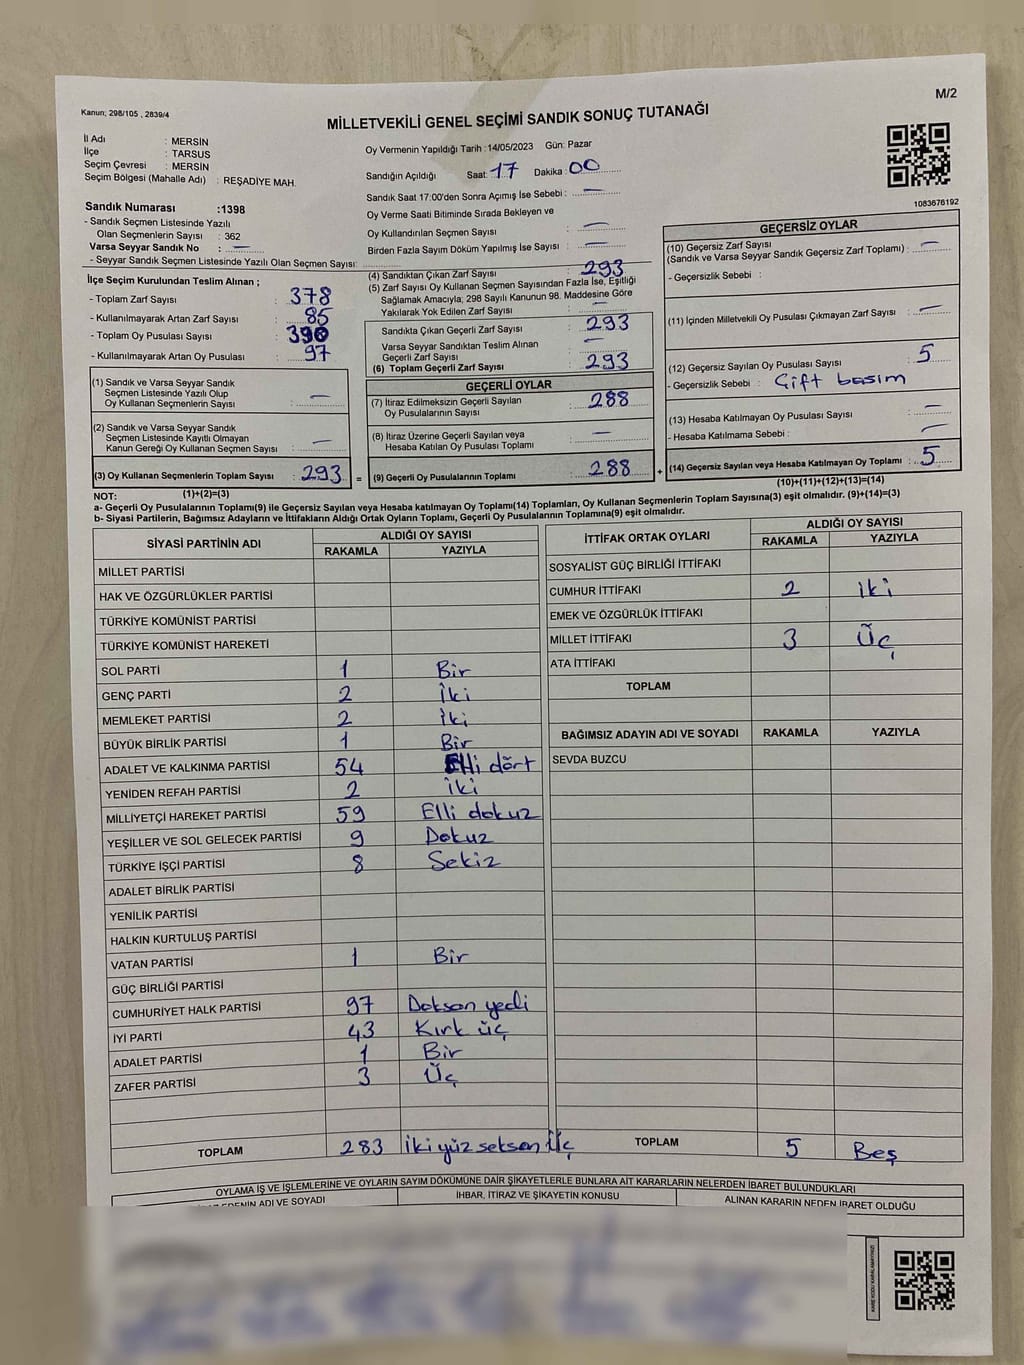 M/2
Kanun; 298/105 , 2839/4
MİLLETVEKİLİ GENEL SEÇİMİ SANDIK SONUÇ TUTANAĞI
İl Adı : MERSİN
İlçe : TARSUS
Seçim Çevresi : MERSİN
Seçim Bölgesi (Mahalle Adı) : REŞADİYE MAH.
Sandık Numarası :1398
- Sandık Seçmen Listesinde Yazılı
Olan Seçmenlerin Sayısı : 362
Varsa Seyyar Sandık No : —
- Seyyar Sandık Seçmen Listesinde Yazılı Olan Seçmen Sayısı:
Oy Vermenin Yapıldığı Tarih :14/05/2023 Gün: Pazar
Sandığın Açıldığı Saat: 17 Dakika : 00
Sandık Saat 17:00'den Sonra Açımış İse Sebebi : —
Oy Verme Saati Bitiminde Sırada Bekleyen ve
Oy Kullandırılan Seçmen Sayısı : —
Birden Fazla Sayım Döküm Yapılmış İse Sayısı : —
1083676192
İlçe Seçim Kurulundan Teslim Alınan ;
- Toplam Zarf Sayısı : 378
- Kullanılmayarak Artan Zarf Sayısı : 85
- Toplam Oy Pusulası Sayısı : 390
- Kullanılmayarak Artan Oy Pusulası : 97
(1) Sandık ve Varsa Seyyar Sandık
Seçmen Listesinde Yazılı Olup
Oy Kullanan Seçmenlerin Sayısı : —
(2) Sandık ve Varsa Seyyar Sandık
Seçmen Listesinde Kayıtlı Olmayan
Kanun Gereği Oy Kullanan Seçmen Sayısı : —
(3) Oy Kullanan Seçmenlerin Toplam Sayısı : 293 =
(1)+(2)=(3)
(4) Sandıktan Çıkan Zarf Sayısı : 293
(5) Zarf Sayısı Oy Kullanan Seçmen Sayısından Fazla İse, Eşitliği
Sağlamak Amacıyla; 298 Sayılı Kanunun 98. Maddesine Göre
Yakılarak Yok Edilen Zarf Sayısı : —
Sandıkta Çıkan Geçerli Zarf Sayısı : 293
Varsa Seyyar Sandıktan Teslim Alınan
Geçerli Zarf Sayısı : —
(6) Toplam Geçerli Zarf Sayısı : 293
GEÇERLİ OYLAR
(7) İtiraz Edilmeksizin Geçerli Sayılan
Oy Pusulalarının Sayısı : 288
(8) İtiraz Üzerine Geçerli Sayılan veya
Hesaba Katılan Oy Pusulası Toplamı : —
(9) Geçerli Oy Pusulalarının Toplamı : 288 +
GEÇERSİZ OYLAR
(10) Geçersiz Zarf Sayısı
(Sandık ve Varsa Seyyar Sandık Geçersiz Zarf Toplamı) : —
- Geçersizlik Sebebi :
(11) İçinden Milletvekili Oy Pusulası Çıkmayan Zarf Sayısı : —
(12) Geçersiz Sayılan Oy Pusulası Sayısı : 5
- Geçersizlik Sebebi : Çift basım
(13) Hesaba Katılmayan Oy Pusulası Sayısı : —
- Hesaba Katılmama Sebebi : —
(14) Geçersiz Sayılan veya Hesaba Katılmayan Oy Toplamı : 5
(10)+(11)+(12)+(13)=(14)
NOT:
a- Geçerli Oy Pusulalarının Toplamı(9) ile Geçersiz Sayılan veya Hesaba katılmayan Oy Toplamı(14) Toplamları, Oy Kullanan Seçmenlerin Toplam Sayısına(3) eşit olmalıdır. (9)+(14)=(3)
b- Siyasi Partilerin, Bağımsız Adayların ve İttifakların Aldığı Ortak Oyların Toplamı, Geçerli Oy Pusulalarının Toplamına(9) eşit olmalıdır.
SİYASİ PARTİNİN ADI ALDIĞI OY SAYISI
RAKAMLA YAZIYLA
MİLLET PARTİSİ
HAK VE ÖZGÜRLÜKLER PARTİSİ
TÜRKİYE KOMÜNİST PARTİSİ
TÜRKİYE KOMÜNİST HAREKETİ
SOL PARTİ 1 Bir
GENÇ PARTİ 2 İki
MEMLEKET PARTİSİ 2 İki
BÜYÜK BİRLİK PARTİSİ 1 Bir
ADALET VE KALKINMA PARTİSİ 54 Elli dört
YENİDEN REFAH PARTİSİ 2 İki
MİLLİYETÇİ HAREKET PARTİSİ 59 Elli dokuz
YEŞİLLER VE SOL GELECEK PARTİSİ 9 Dokuz
TÜRKİYE İŞÇİ PARTİSİ 8 Sekiz
ADALET BİRLİK PARTİSİ
YENİLİK PARTİSİ
HALKIN KURTULUŞ PARTİSİ
VATAN PARTİSİ 1 Bir
GÜÇ BİRLİĞİ PARTİSİ
CUMHURİYET HALK PARTİSİ 97 Doksan yedi
İYİ PARTİ 43 Kırk üç
ADALET PARTİSİ 1 Bir
ZAFER PARTİSİ 3 Üç
TOPLAM 283 İki yüz seksen Üç
İTTİFAK ORTAK OYLARI ALDIĞI OY SAYISI
RAKAMLA YAZIYLA
SOSYALİST GÜÇ BİRLİĞİ İTTİFAKI
CUMHUR İTTİFAKI 2 İki
EMEK VE ÖZGÜRLÜK İTTİFAKI
MİLLET İTTİFAKI 3 Üç
ATA İTTİFAKI
TOPLAM
BAĞIMSIZ ADAYIN ADI VE SOYADI RAKAMLA YAZIYLA
SEVDA BUZCU
TOPLAM 5 Beş
OYLAMA İŞ VE İŞLEMLERİNE VE OYLARIN SAYIM DÖKÜMÜNE DAİR ŞİKAYETLERLE BUNLARA AİT KARARLARIN NELERDEN İBARET BULUNDUKLARI
EDENİN ADI VE SOYADI İHBAR, İTİRAZ VE ŞİKAYETİN KONUSU ALINAN KARARIN NEDEN İBARET OLDUĞU